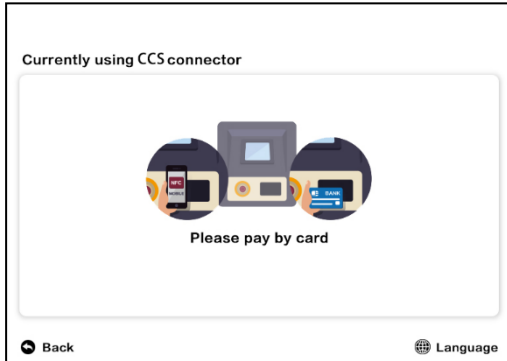 Currently using CCS connector
NFC
MOBILE
BANK
Please pay by card
Back
Language